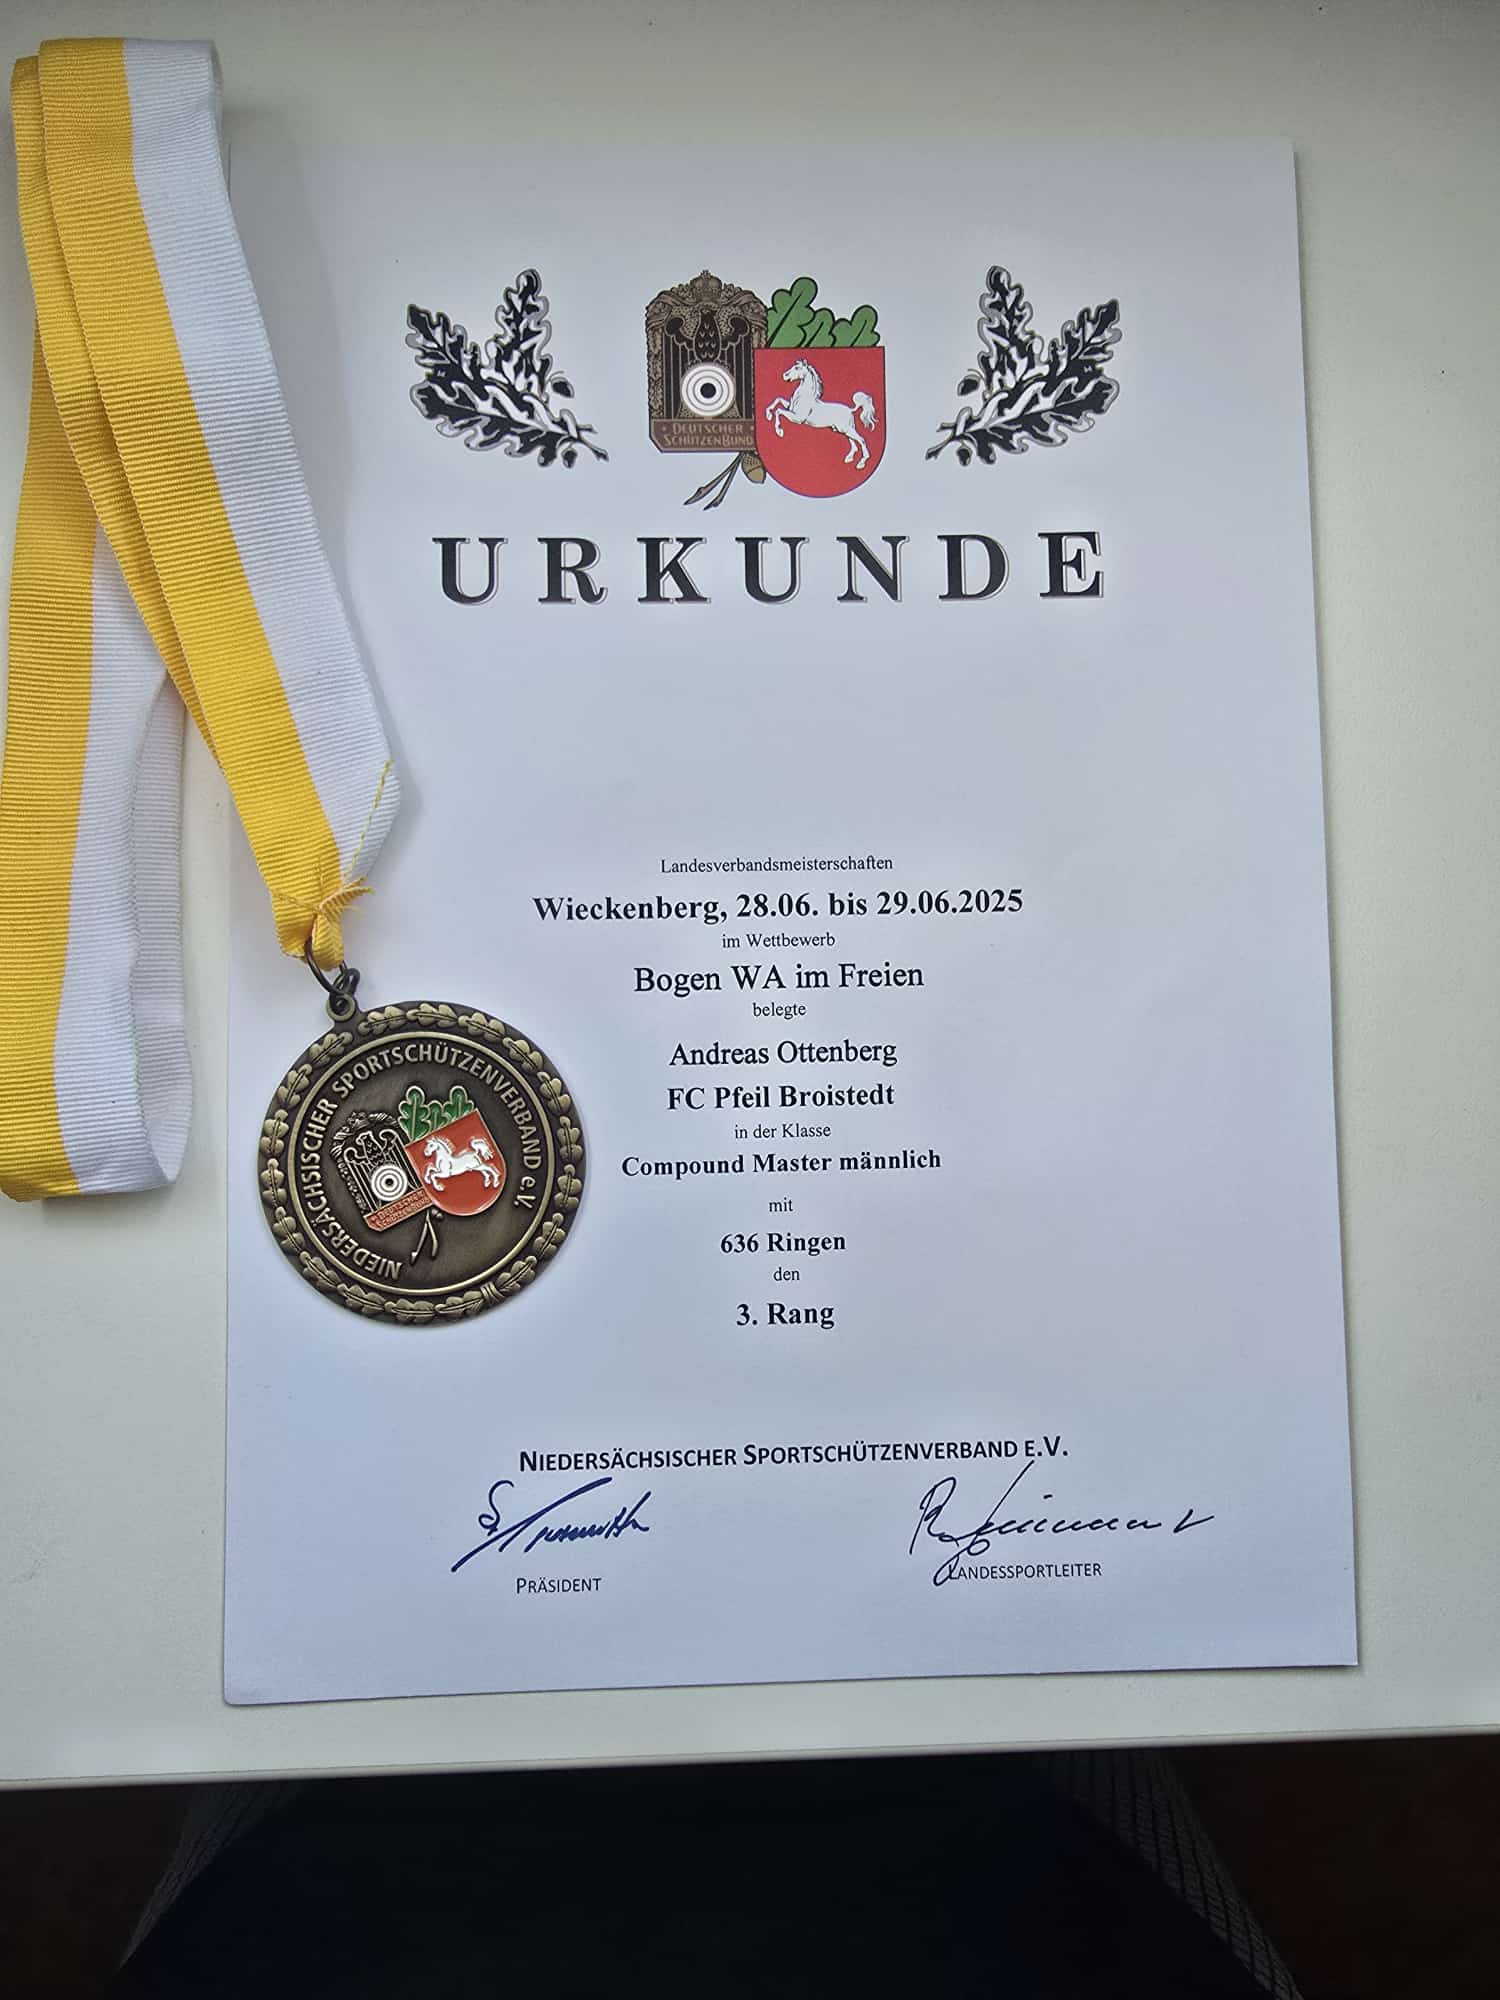 DEUTSCHER
SCHÜTZENBUND
URKUNDE
Landesverbandsmeisterschaften
Wieckenberg, 28.06. bis 29.06.2025
im Wettbewerb
Bogen WA im Freien
belegte
Andreas Ottenberg
FC Pfeil Broistedt
in der Klasse
Compound Master männlich
mit
636 Ringen
den
3. Rang
NIEDERSÄCHSISCHER SPORTSCHÜTZENVERBAND E.V.
PRÄSIDENT
LANDESSPORTLEITER
NIEDERSÄCHSISCHER SPORTSCHÜTZENVERBAND e.V.
DEUTSCHER
SCHÜTZENBUND